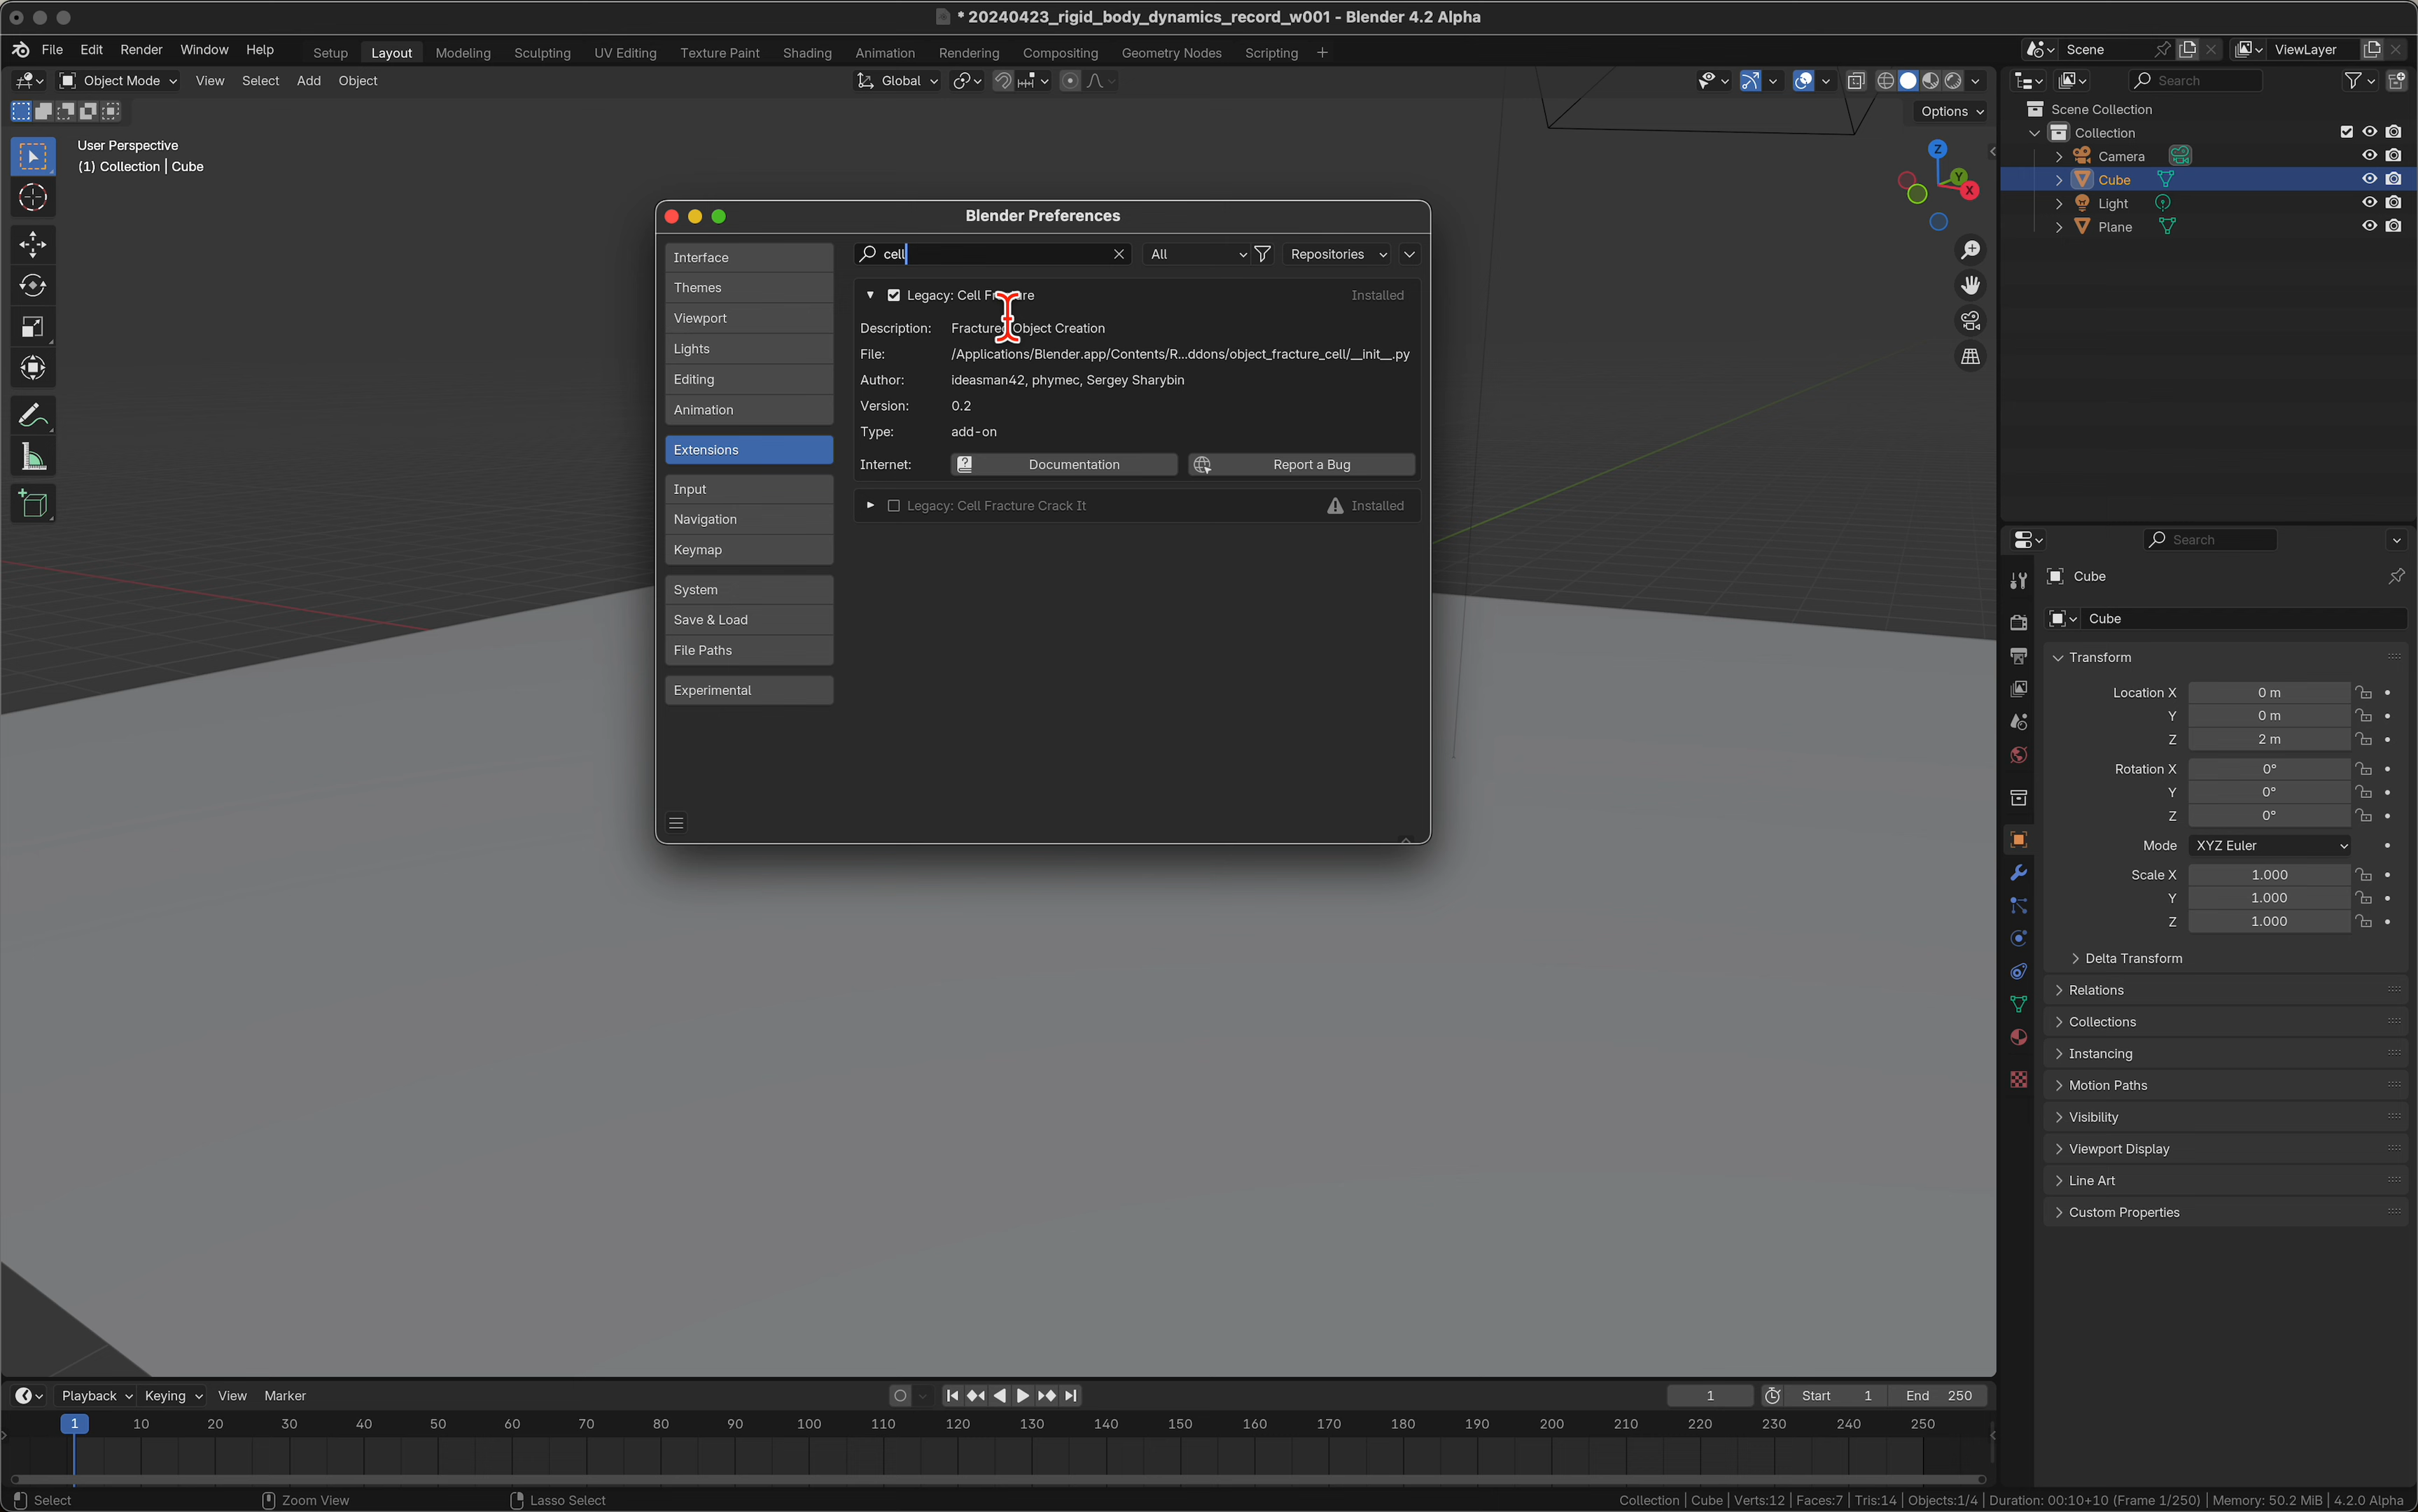 * 20240423_rigid_body_dynamics_record_w001 - Blender 4.2 Alpha
File Edit Render Window Help Setup Layout Modeling Sculpting UV Editing Texture Paint Shading Animation Rendering Compositing Geometry Nodes Scripting + Scene ViewLayer
Object Mode View Select Add Object Global Search
Options
User Perspective
(1) Collection | Cube
Z
Y
X
Scene Collection
Collection
Camera
Cube
Light
Plane
Blender Preferences
Interface
Themes
Viewport
Lights
Editing
Animation
Extensions
Input
Navigation
Keymap
System
Save & Load
File Paths
Experimental
cell All Repositories
Legacy: Cell Fracture Installed
Description: Fractured Object Creation
File: /Applications/Blender.app/Contents/R...ddons/object_fracture_cell/__init__.py
Author: ideasman42, phymec, Sergey Sharybin
Version: 0.2
Type: add-on
Internet: Documentation Report a Bug
Legacy: Cell Fracture Crack It Installed
Search
Cube
Cube
Transform
Location X 0 m
Y 0 m
Z 2 m
Rotation X 0°
Y 0°
Z 0°
Mode XYZ Euler
Scale X 1.000
Y 1.000
Z 1.000
Delta Transform
Relations
Collections
Instancing
Motion Paths
Visibility
Viewport Display
Line Art
Custom Properties
Playback Keying View Marker 1 Start 1 End 250
1 10 20 30 40 50 60 70 80 90 100 110 120 130 140 150 160 170 180 190 200 210 220 230 240 250
Select Zoom View Lasso Select Collection | Cube | Verts:12 | Faces:7 | Tris:14 | Objects:1/4 | Duration: 00:10+10 (Frame 1/250) | Memory: 50.2 MiB | 4.2.0 Alpha